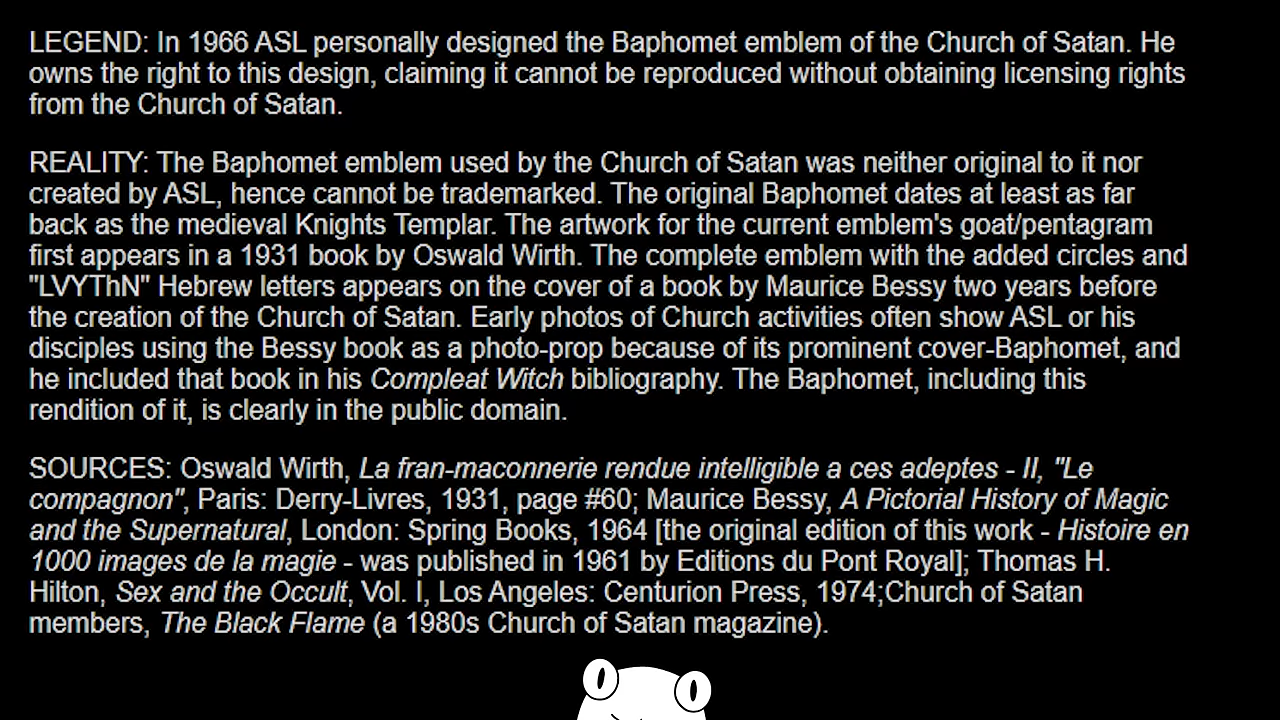 LEGEND: In 1966 ASL personally designed the Baphomet emblem of the Church of Satan. He
owns the right to this design, claiming it cannot be reproduced without obtaining licensing rights
from the Church of Satan.
REALITY: The Baphomet emblem used by the Church of Satan was neither original to it nor
created by ASL, hence cannot be trademarked. The original Baphomet dates at least as far
back as the medieval Knights Templar. The artwork for the current emblem's goat/pentagram
first appears in a 1931 book by Oswald Wirth. The complete emblem with the added circles and
"LVYThN" Hebrew letters appears on the cover of a book by Maurice Bessy two years before
the creation of the Church of Satan. Early photos of Church activities often show ASL or his
disciples using the Bessy book as a photo-prop because of its prominent cover-Baphomet, and
he included that book in his Compleat Witch bibliography. The Baphomet, including this
rendition of it, is clearly in the public domain.
SOURCES: Oswald Wirth, La fran-maconnerie rendue intelligible a ces adeptes - II, "Le
compagnon", Paris: Derry-Livres, 1931, page #60; Maurice Bessy, A Pictorial History of Magic
and the Supernatural, London: Spring Books, 1964 [the original edition of this work - Histoire en
1000 images de la magie - was published in 1961 by Editions du Pont Royal]; Thomas H.
Hilton, Sex and the Occult, Vol. I, Los Angeles: Centurion Press, 1974;Church of Satan
members, The Black Flame (a 1980s Church of Satan magazine).